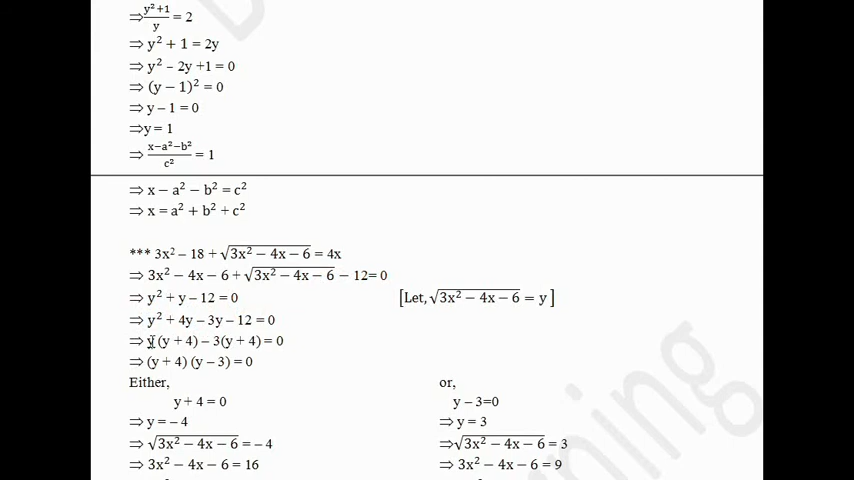 ⇒ (y²+1)/y = 2
⇒ y² + 1 = 2y
⇒ y² – 2y +1 = 0
⇒ (y − 1)² = 0
⇒ y – 1 = 0
⇒y = 1
⇒ (x−a²−b²)/c² = 1
⇒ x − a² − b² = c²
⇒ x = a² + b² + c²
*** 3x² – 18 + √(3x² − 4x − 6) = 4x
⇒ 3x² − 4x − 6 + √(3x² − 4x − 6) − 12= 0
⇒ y² + y – 12 = 0 [Let, √(3x² − 4x − 6) = y ]
⇒ y² + 4y – 3y – 12 = 0
⇒ y (y + 4) – 3(y + 4) = 0
⇒ (y + 4) (y – 3) = 0
Either, or,
y + 4 = 0 y – 3=0
⇒ y = – 4 ⇒ y = 3
⇒ √(3x² − 4x − 6) = – 4 ⇒√(3x² − 4x − 6) = 3
⇒ 3x² − 4x − 6 = 16 ⇒ 3x² − 4x − 6 = 9